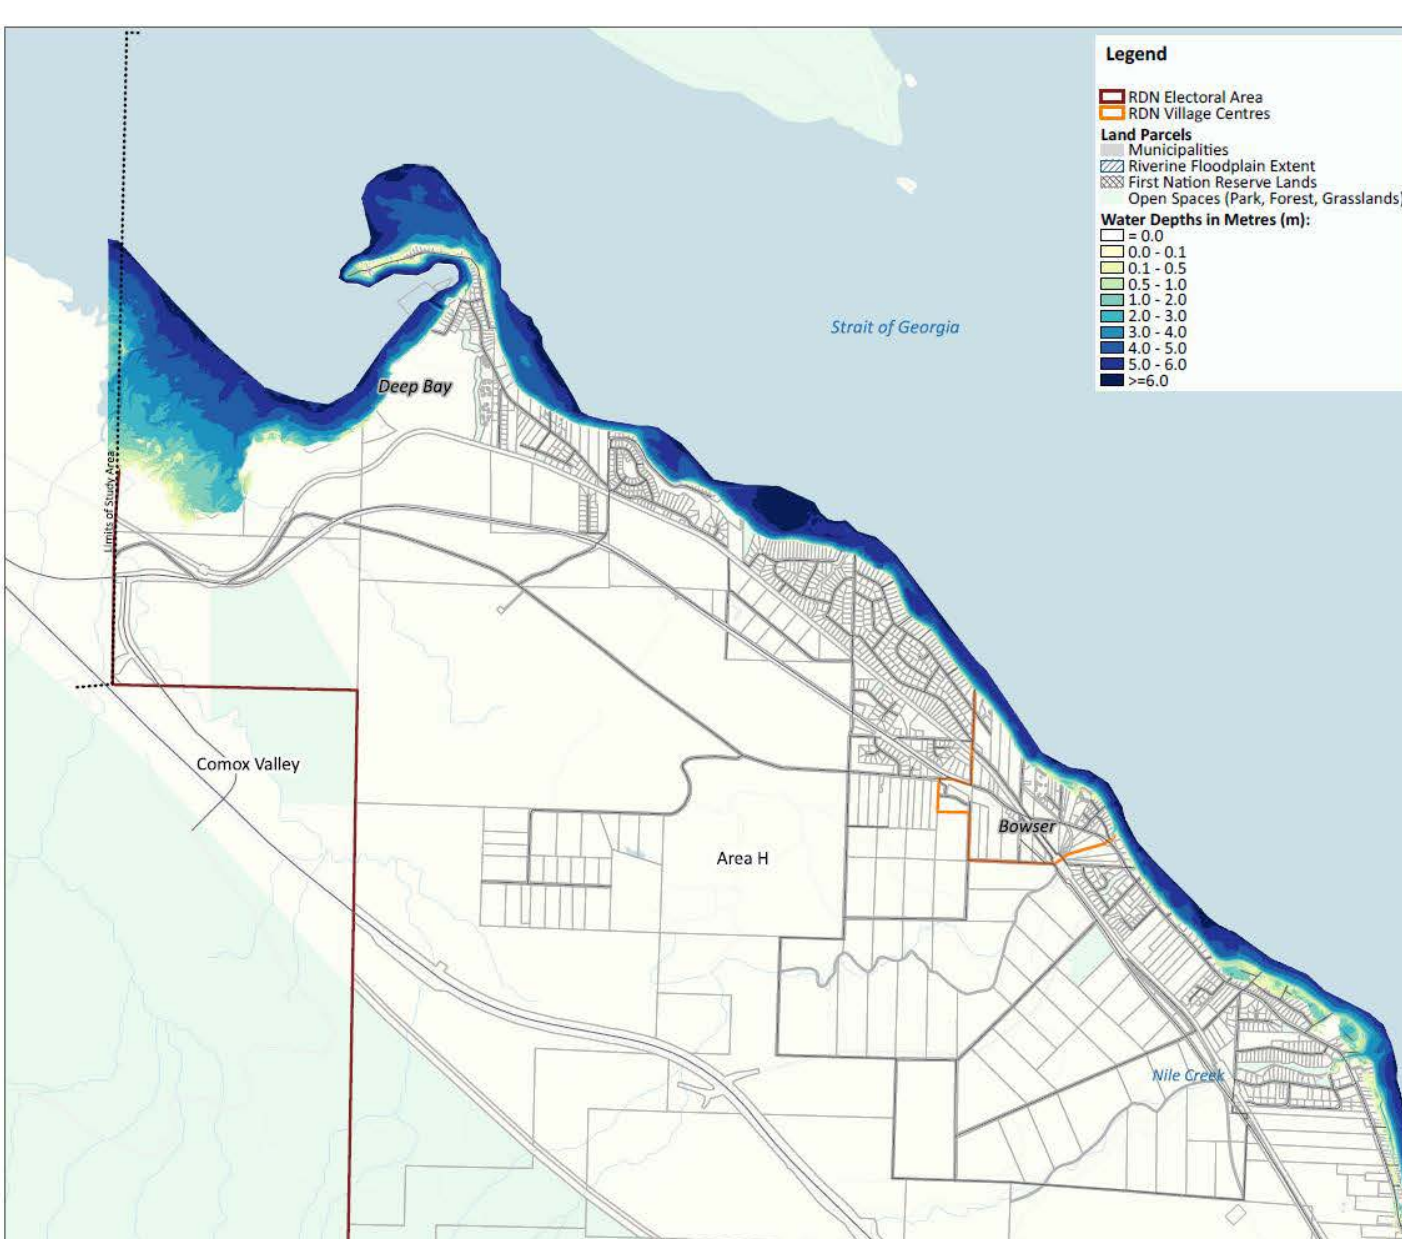 Legend
RDN Electoral Area
RDN Village Centres
Land Parcels
Municipalities
Riverine Floodplain Extent
First Nation Reserve Lands
Open Spaces (Park, Forest, Grasslands)
Water Depths in Metres (m):
= 0.0
0.0 - 0.1
0.1 - 0.5
0.5 - 1.0
1.0 - 2.0
2.0 - 3.0
3.0 - 4.0
4.0 - 5.0
5.0 - 6.0
>=6.0
Strait of Georgia
Deep Bay
Limits of Study Area
Comox Valley
Bowser
Area H
Nile Creek